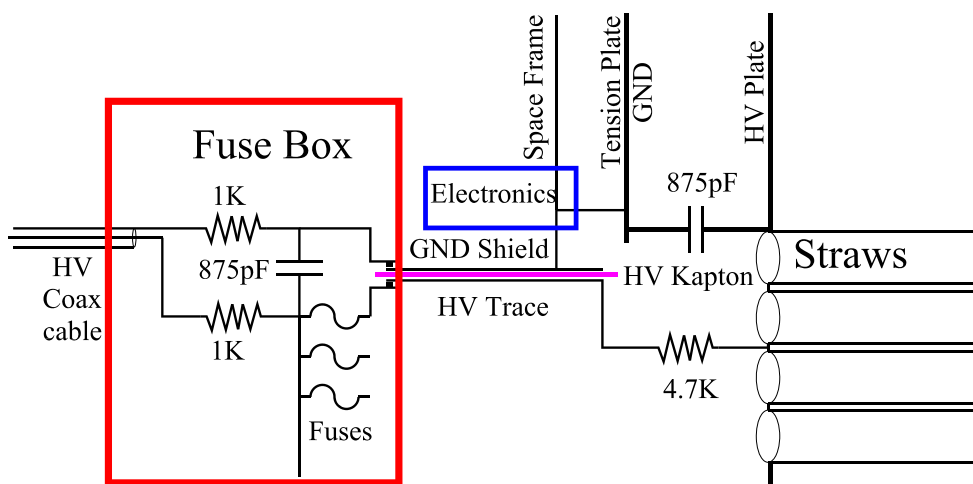 Space Frame
Tension Plate
GND
HV Plate
Fuse Box
875pF
Electronics
1K
GND Shield
Straws
HV
Coax
cable
875pF
HV Kapton
HV Trace
1K
4.7K
Fuses